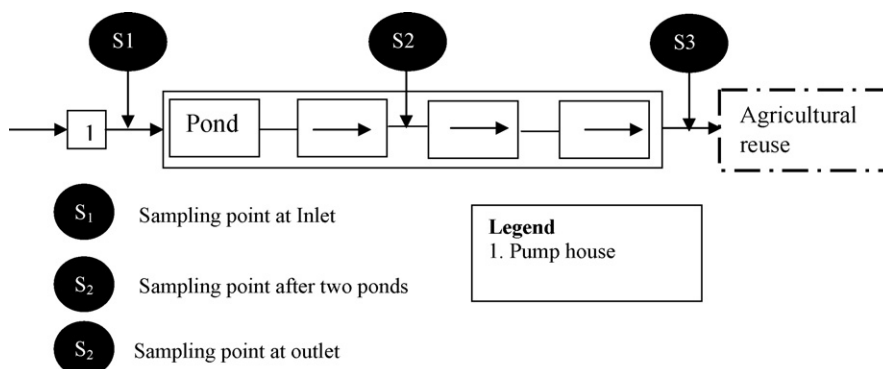 S1
S2
S3
1
Pond
Agricultural
reuse
S₁ Sampling point at Inlet
Legend
1. Pump house
S₂ Sampling point after two ponds
S₂ Sampling point at outlet